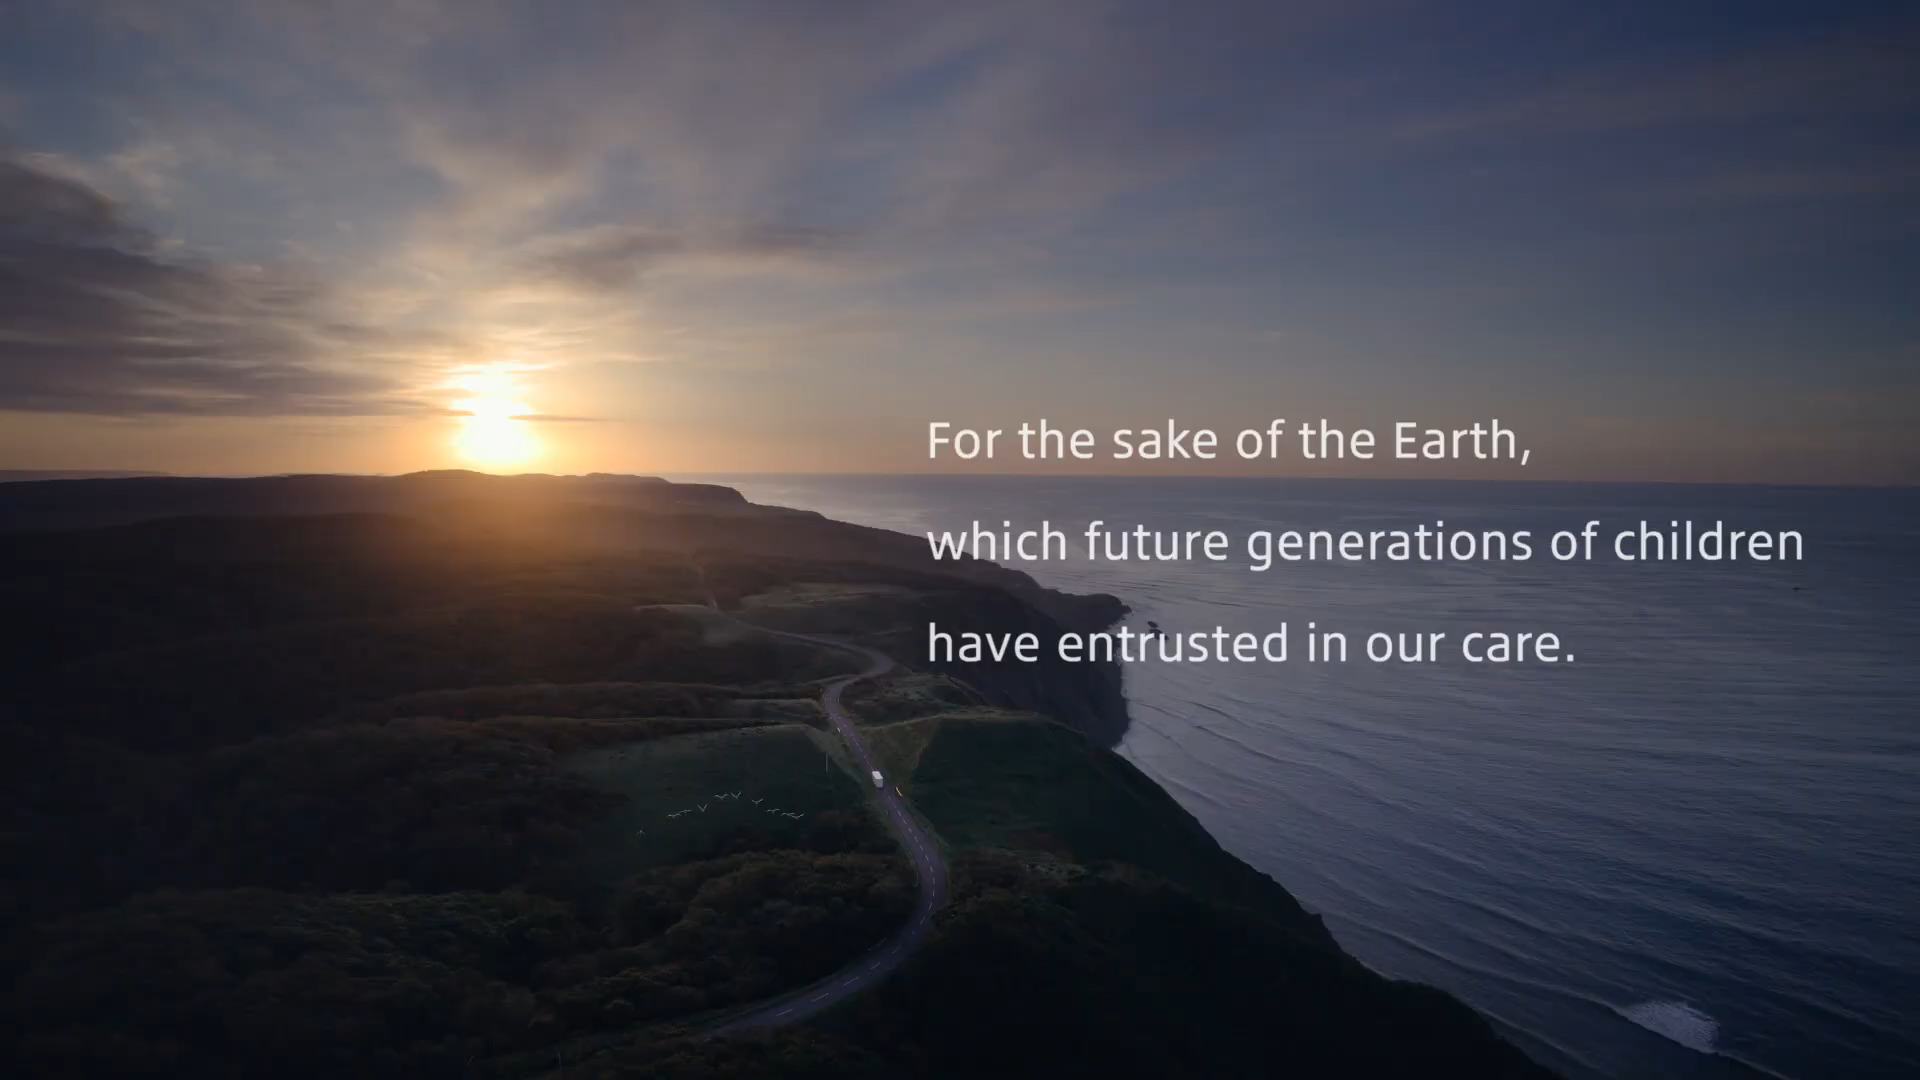 For the sake of the Earth,
which future generations of children
have entrusted in our care.